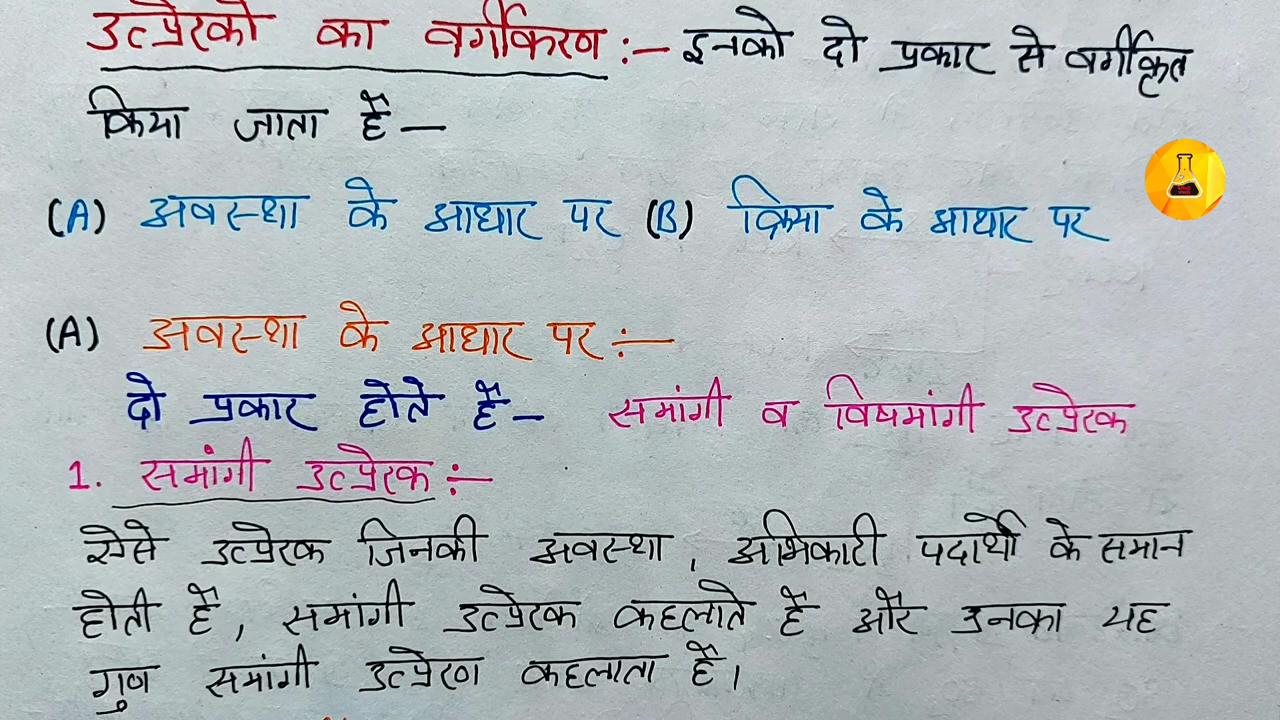 उत्प्रेरको का वर्गीकरण :— इनको दो प्रकार से वर्गीकृत
किया जाता है —
(A) अवस्था के आधार पर (B) क्रिया के आधार पर
(A) अवस्था के आधार पर :—
दो प्रकार होते है — समांगी व विषमांगी उत्प्रेरक
1. समांगी उत्प्रेरक :—
ऐसे उत्प्रेरक जिनकी अवस्था, अभिकारी पदार्थो के समान
होती है, समांगी उत्प्रेरक कहलाते है और उनका यह
गुण समांगी उत्प्रेरण कहलाता है।